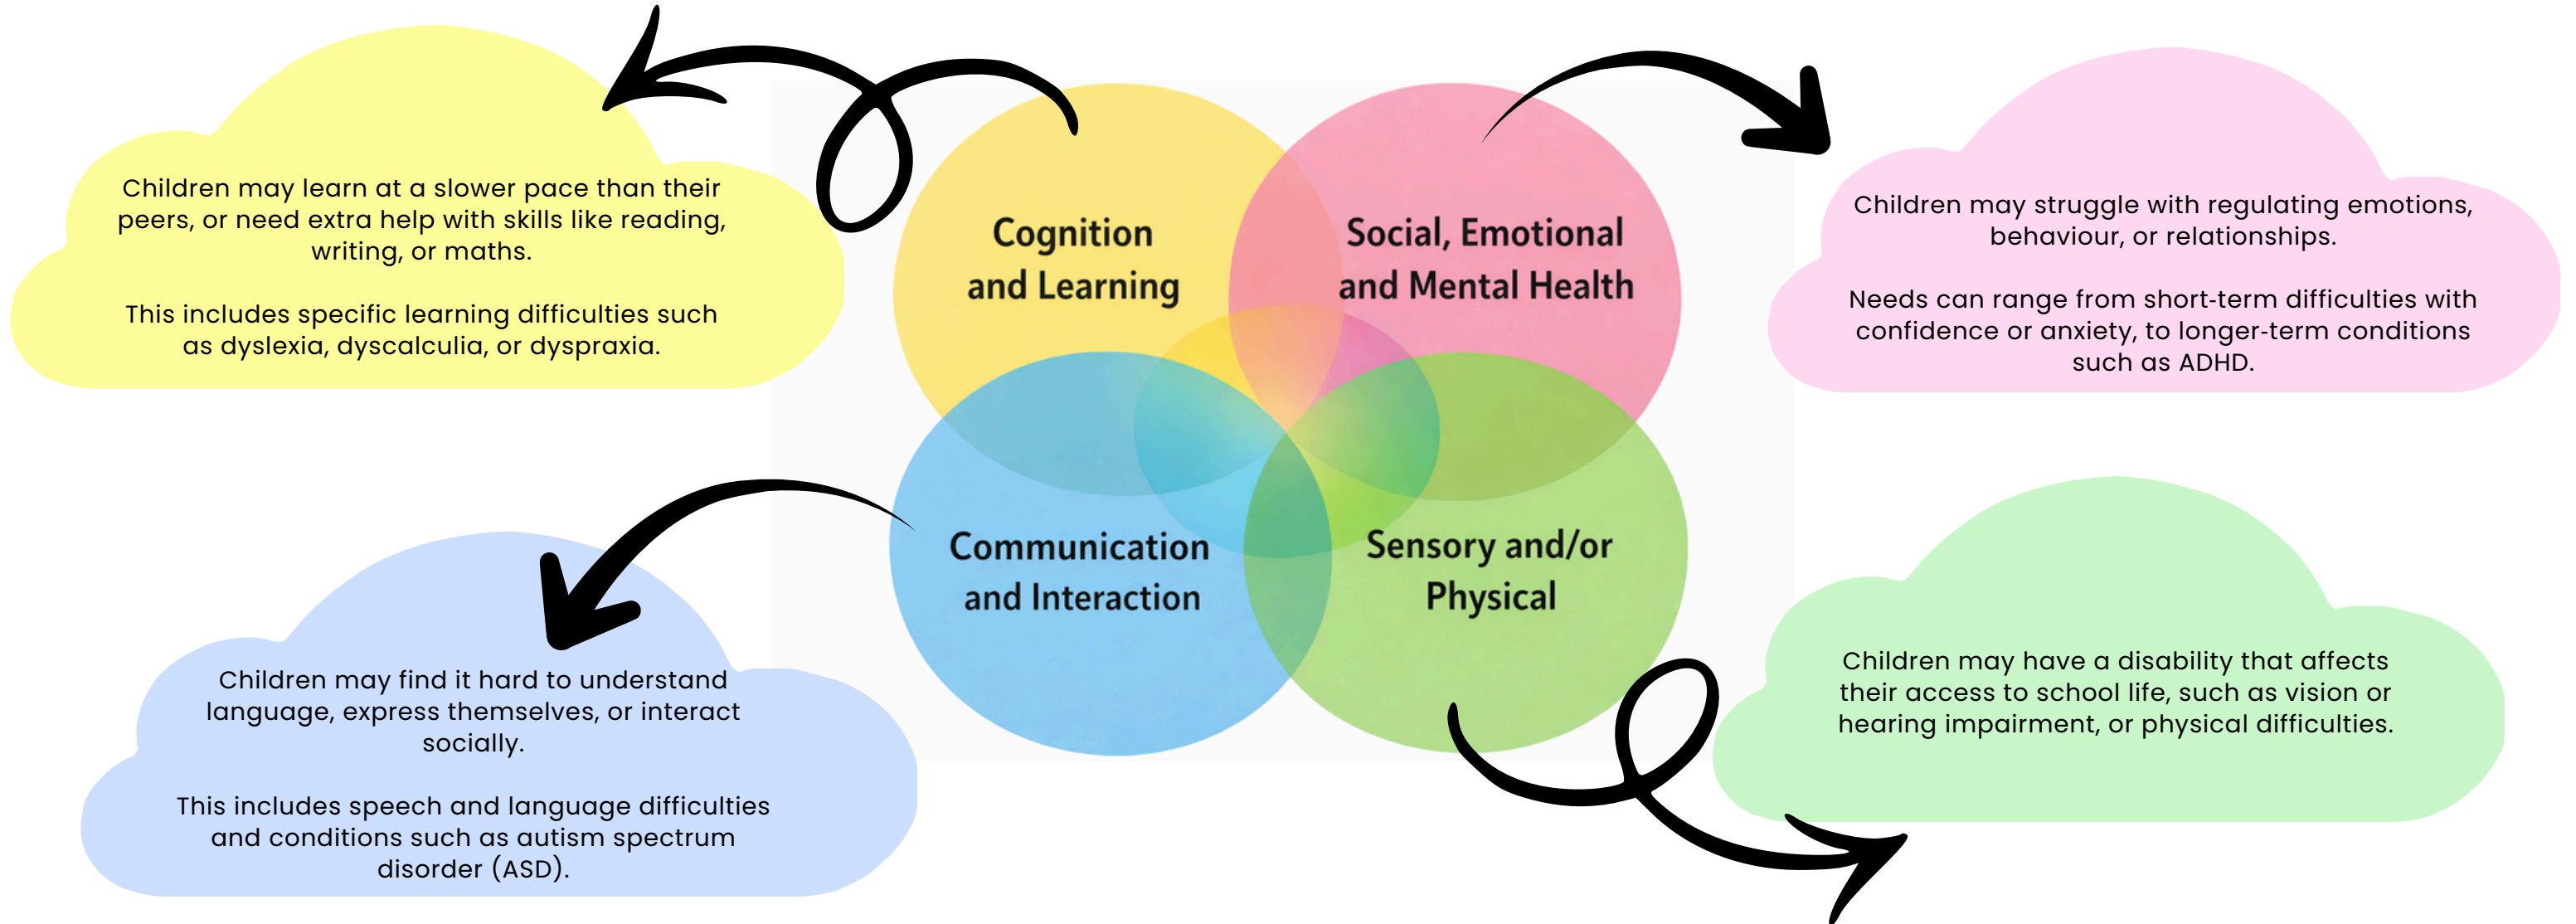 Children may learn at a slower pace than their
peers, or need extra help with skills like reading,
writing, or maths.
This includes specific learning difficulties such
as dyslexia, dyscalculia, or dyspraxia.
Cognition
and Learning
Social, Emotional
and Mental Health
Children may struggle with regulating emotions,
behaviour, or relationships.
Needs can range from short-term difficulties with
confidence or anxiety, to longer-term conditions
such as ADHD.
Children may find it hard to understand
language, express themselves, or interact
socially.
This includes speech and language difficulties
and conditions such as autism spectrum
disorder (ASD).
Communication
and Interaction
Sensory and/or
Physical
Children may have a disability that affects
their access to school life, such as vision or
hearing impairment, or physical difficulties.